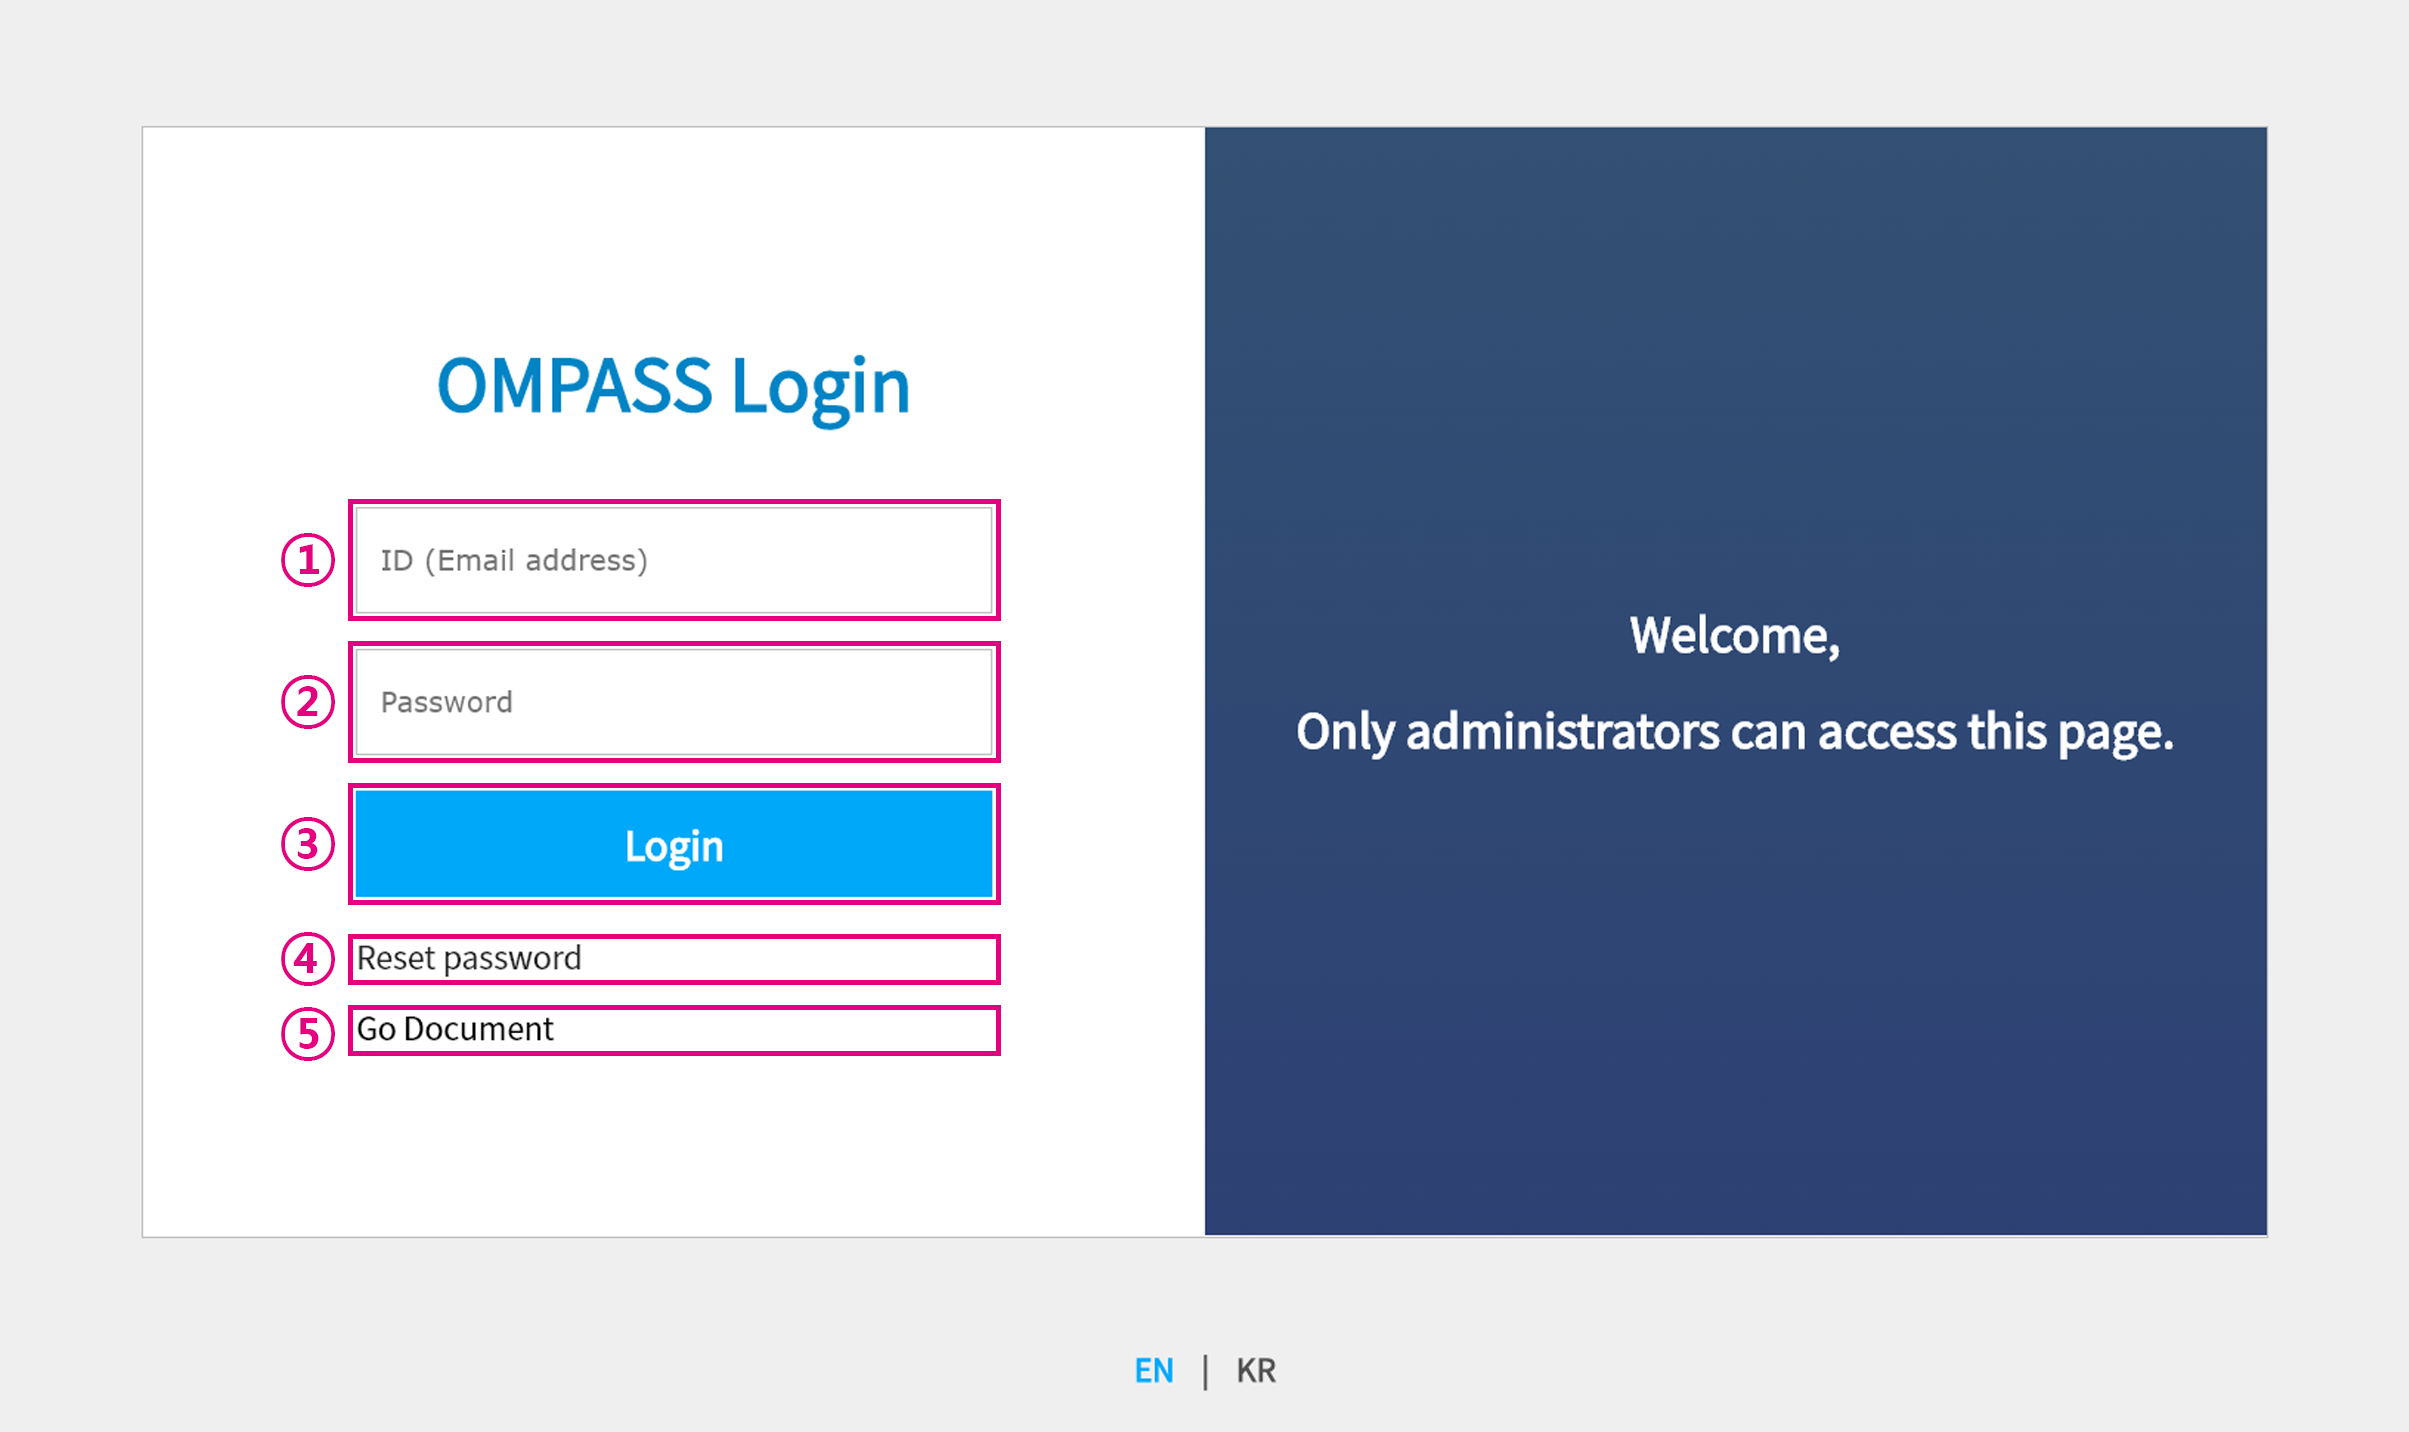 OMPASS Login
① ID (Email address)
② Password
③ Login
④ Reset password
⑤ Go Document
Welcome,
Only administrators can access this page.
EN | KR